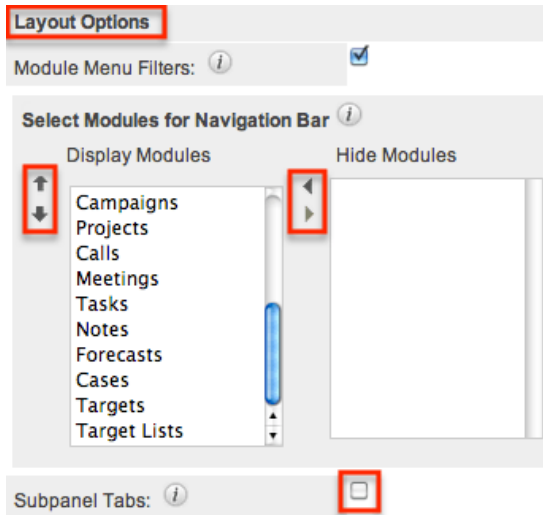 Layout Options
Module Menu Filters: i
Select Modules for Navigation Bar i
Display Modules Hide Modules
Campaigns
Projects
Calls
Meetings
Tasks
Notes
Forecasts
Cases
Targets
Target Lists
Subpanel Tabs: i